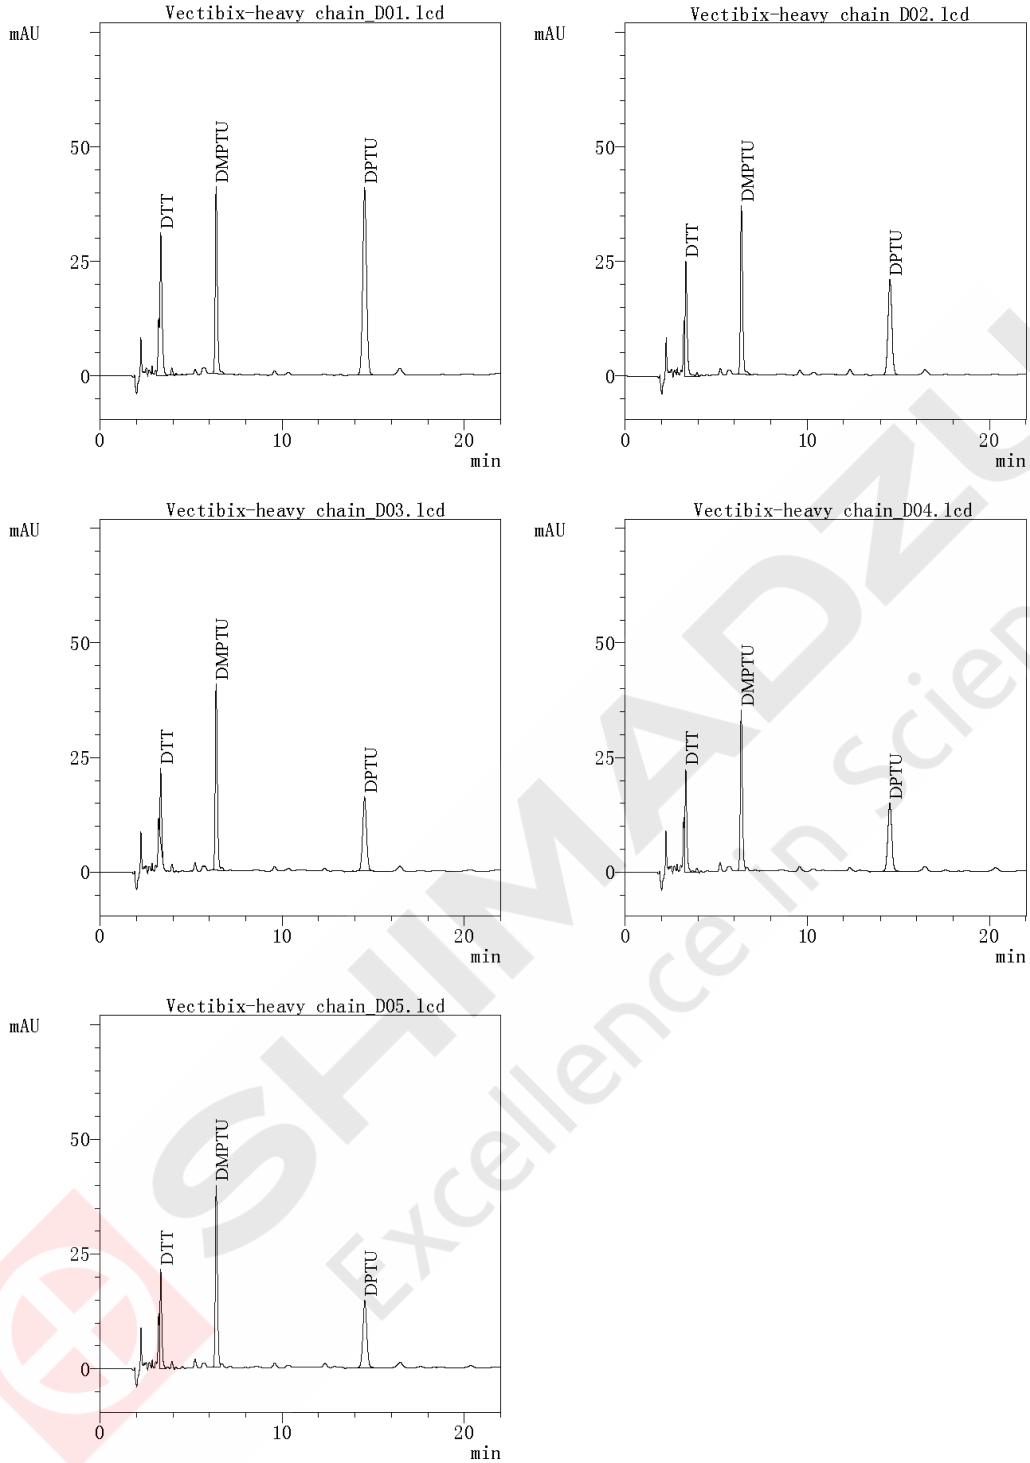 Vectibix-heavy chain_D01.lcd
mAU
50
25
0
DTT
DMPTU
DPTU
0 10 20
min
Vectibix-heavy chain D02.lcd
mAU
50
25
0
DTT
DMPTU
DPTU
0 10 20
min
Vectibix-heavy chain_D03.lcd
mAU
50
25
0
DTT
DMPTU
DPTU
0 10 20
min
Vectibix-heavy chain_D04.lcd
mAU
50
25
0
DTT
DMPTU
DPTU
0 10 20
min
Vectibix-heavy chain_D05.lcd
mAU
50
25
0
DTT
DMPTU
DPTU
0 10 20
min
SHIMADZU
Excellence in Scien